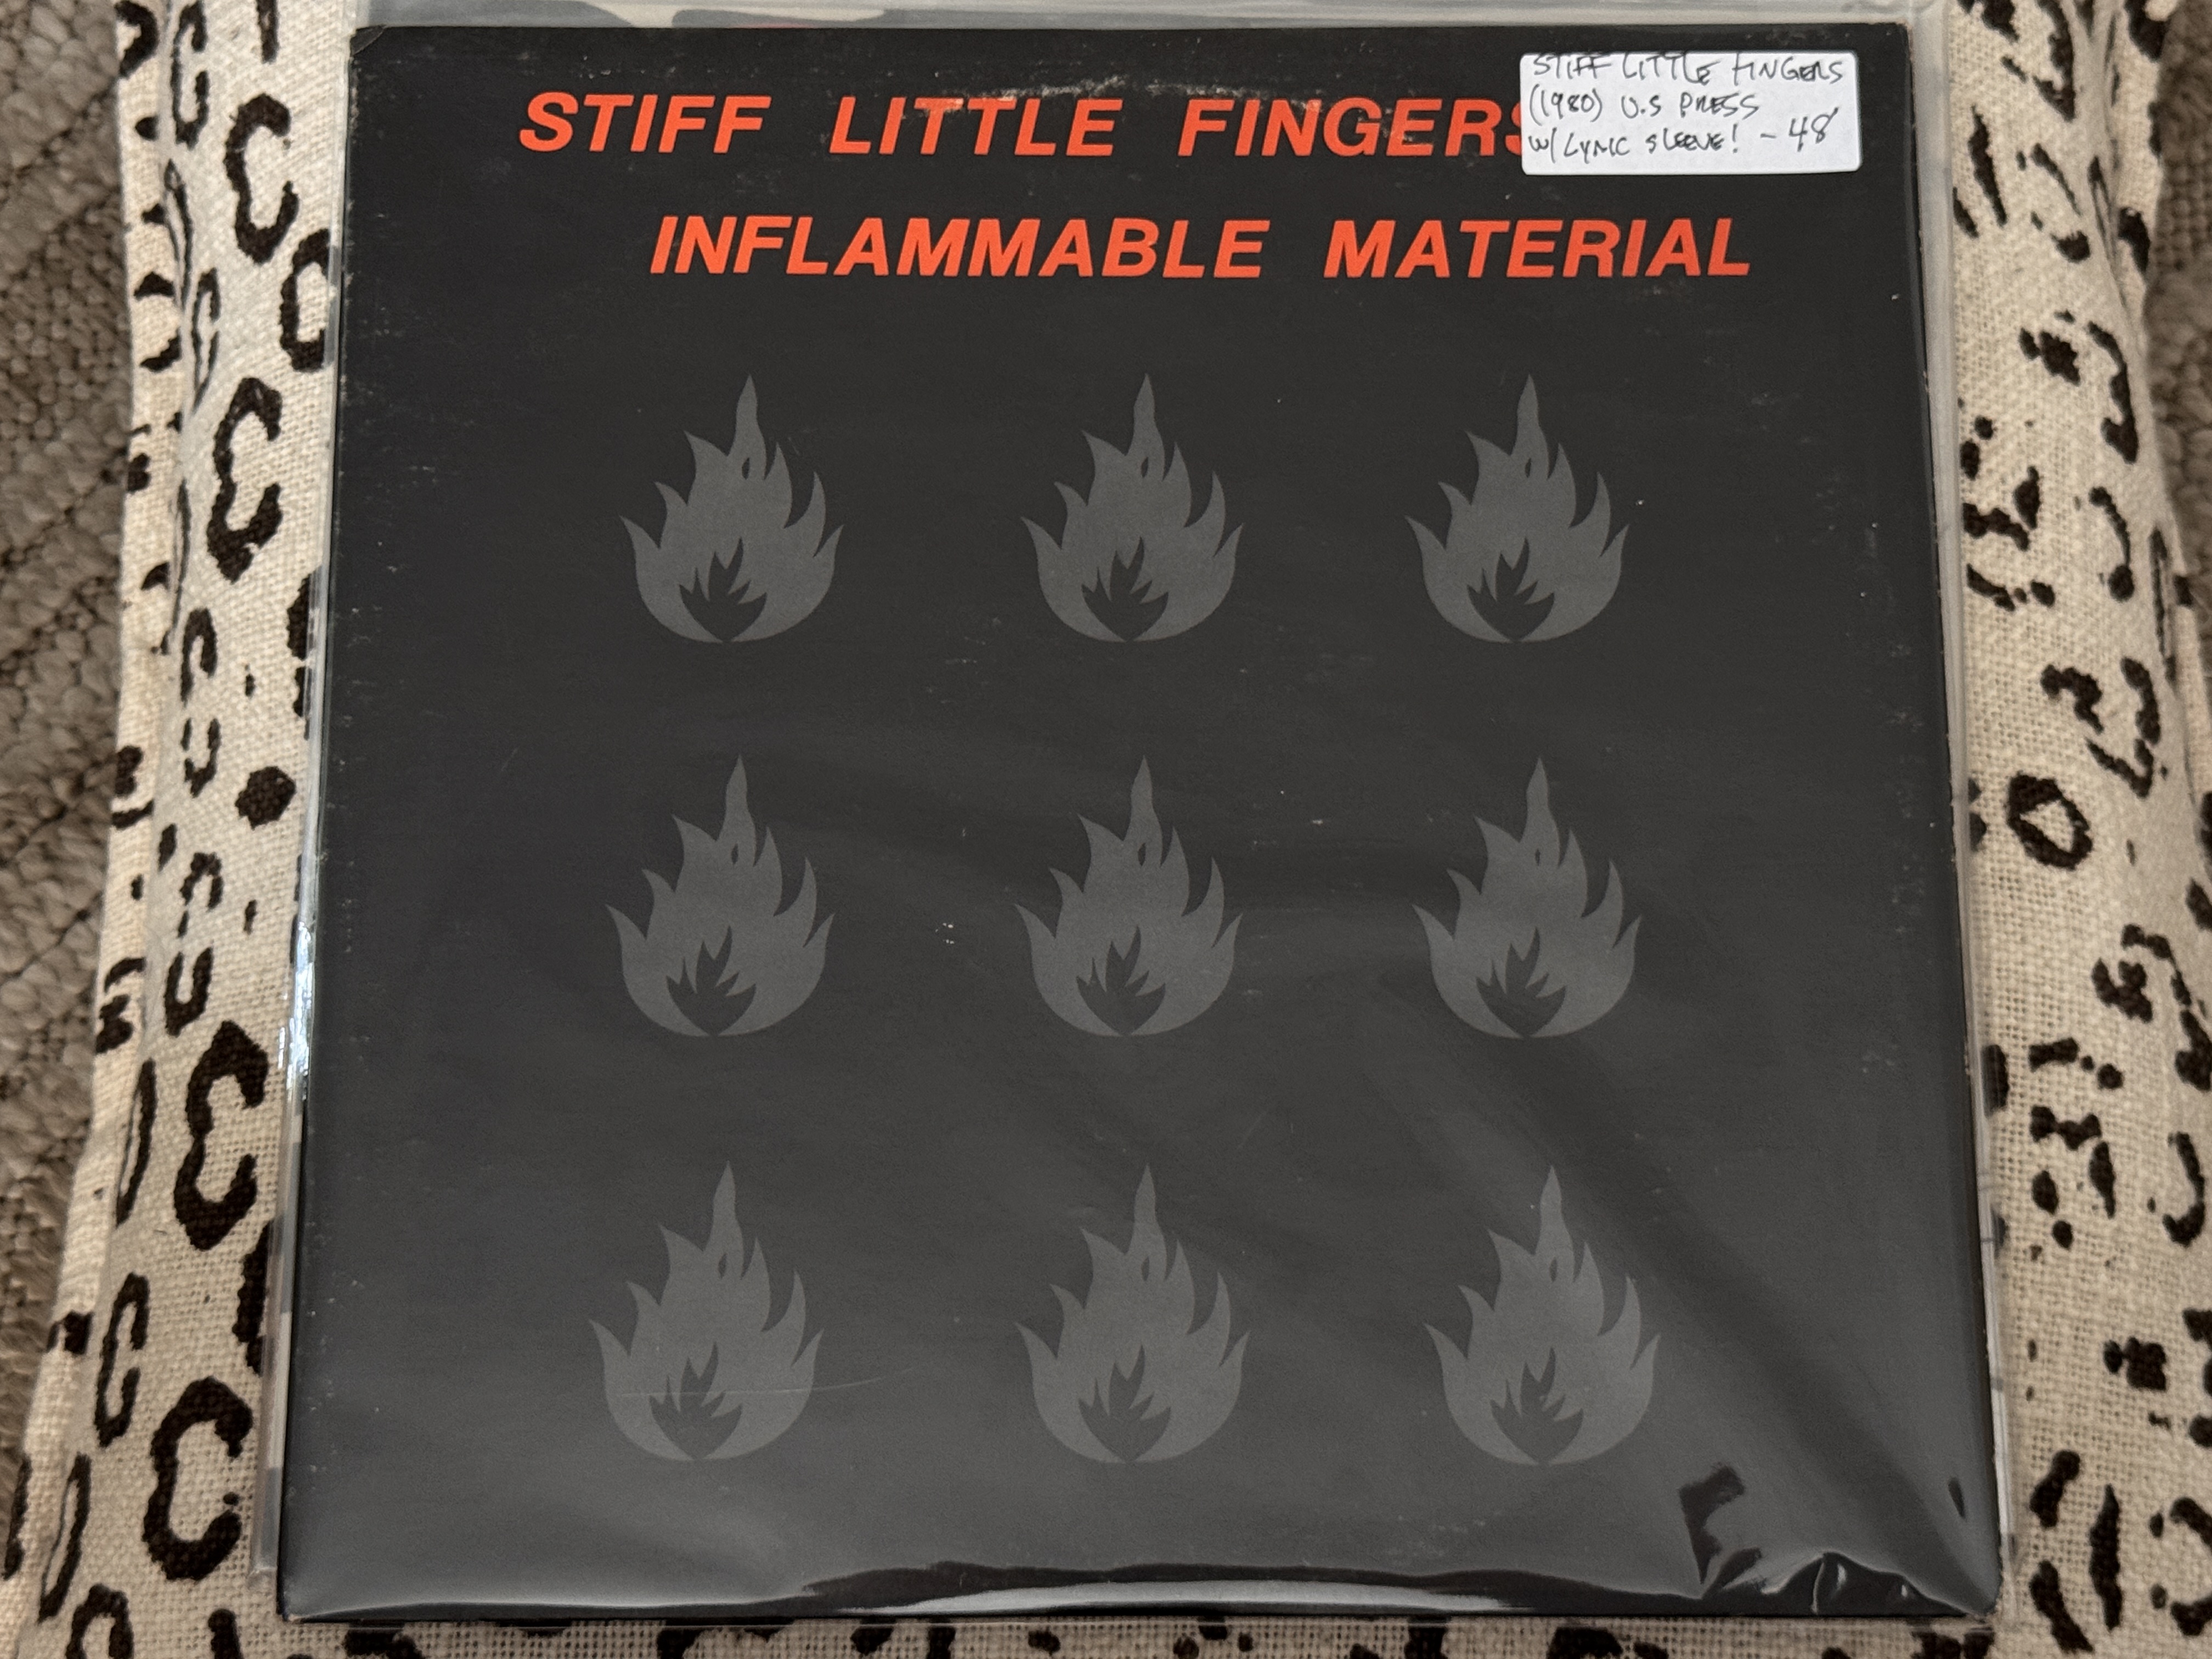 STIFF LITTLE FINGERS
INFLAMMABLE MATERIAL
STIFF LITTLE FINGERS
(1980) U.S PRESS
W/ LYRIC SLEEVE! - 48